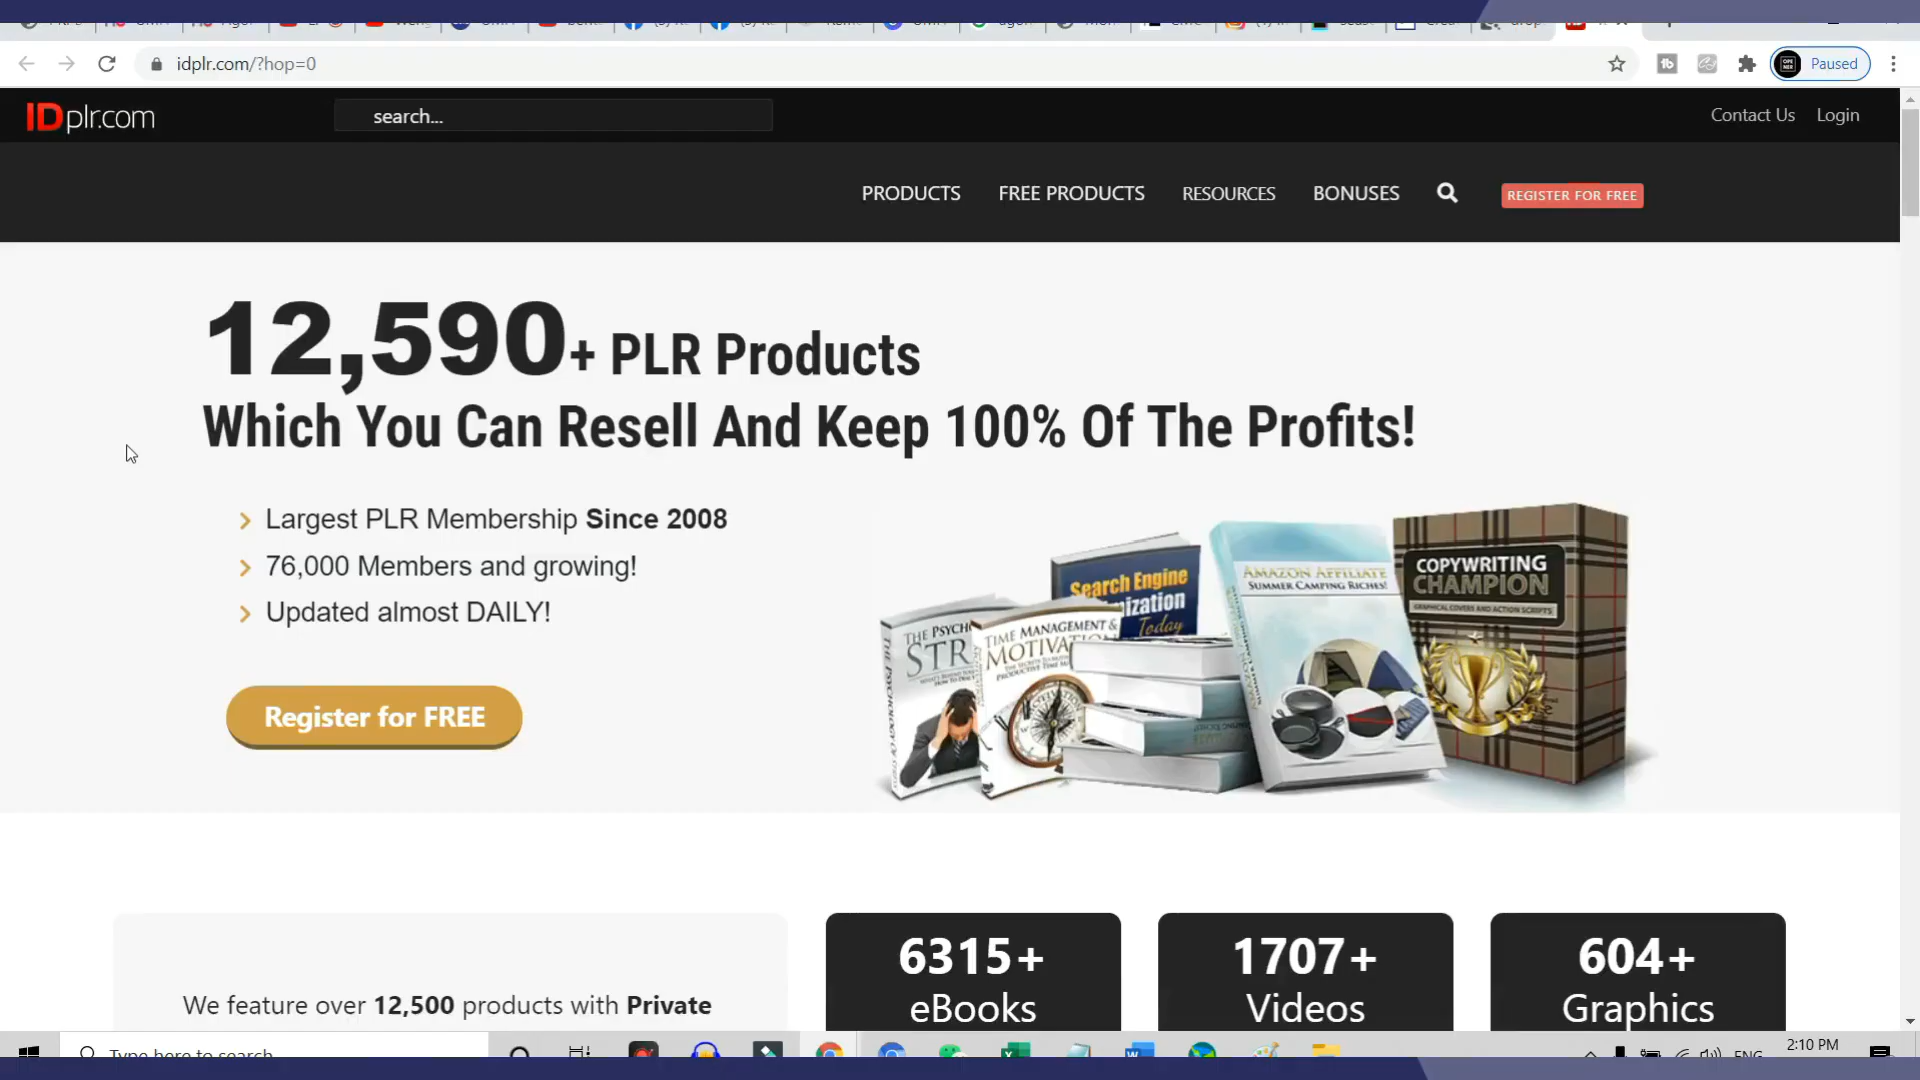 idplr.com/?hop=0
Paused
IDplr.com
search...
Contact Us
Login
PRODUCTS
FREE PRODUCTS
RESOURCES
BONUSES
REGISTER FOR FREE
12,590+ PLR Products
Which You Can Resell And Keep 100% Of The Profits!
Largest PLR Membership Since 2008
76,000 Members and growing!
Updated almost DAILY!
Register for FREE
THE PSYCH
STR
TIME MANAGEMENT &
MOTIVA
Search Engine
mization
Today
AMAZON AFFILIATE
SUMMER CAMPING RICHES!
COPYWRITING
CHAMPION
GRAPHICAL COVERS AND ACTION SCRIPTS
We feature over 12,500 products with Private
6315+
eBooks
1707+
Videos
604+
Graphics
Type here to search
ENG
2:10 PM